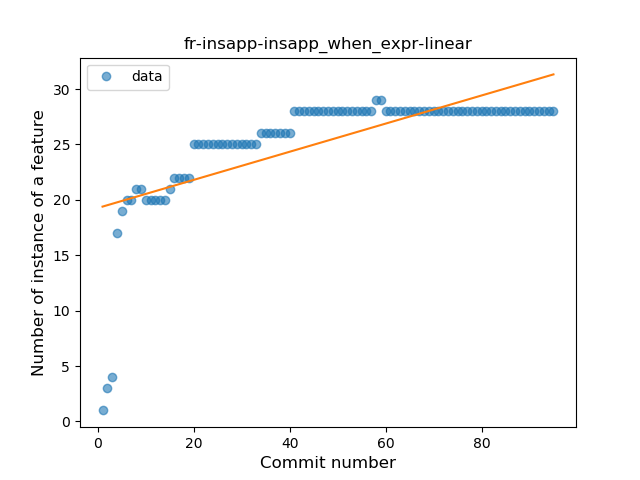 fr-insapp-insapp_when_expr-linear
data
Number of instance of a feature
30
25
20
15
10
5
0
0 20 40 60 80
Commit number